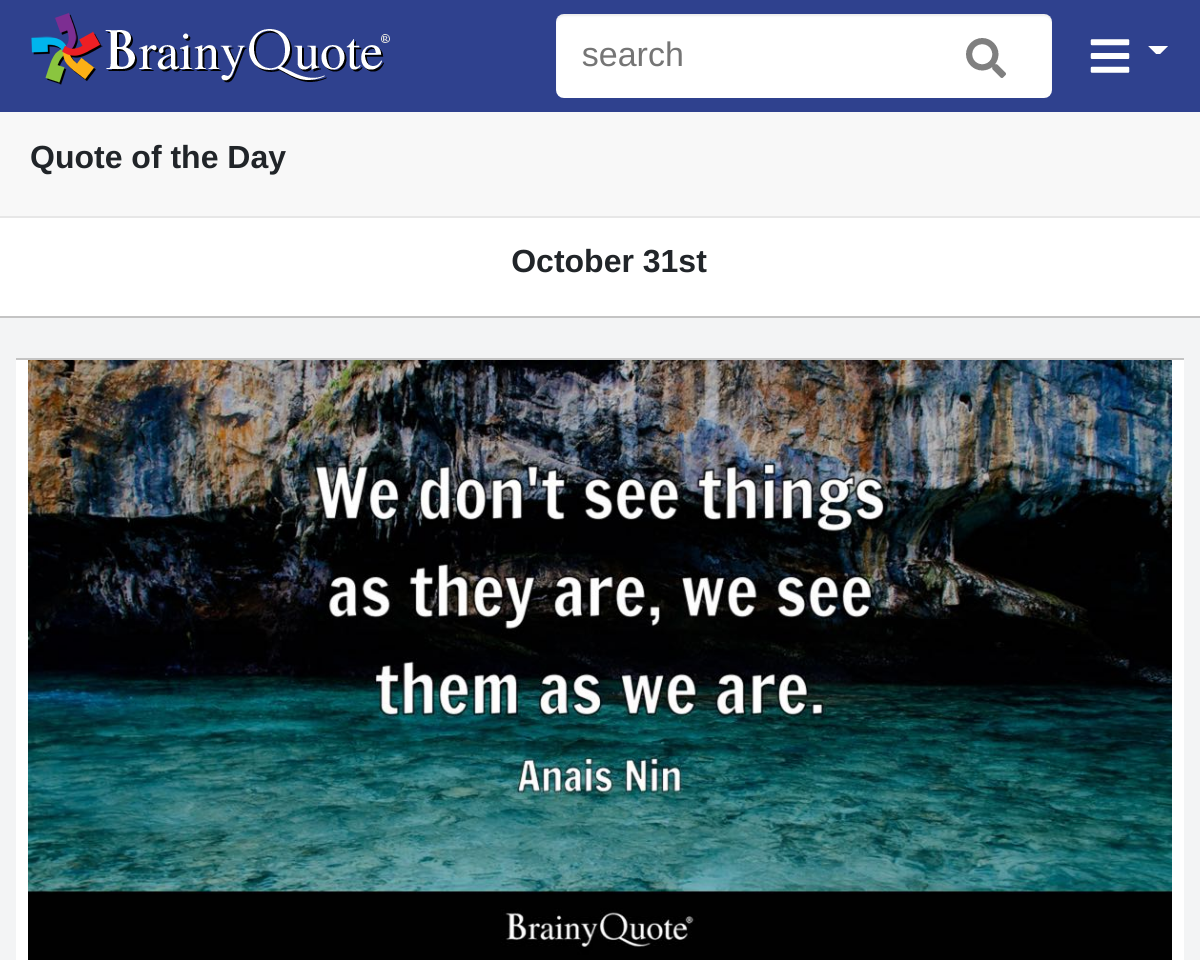 BrainyQuote®
search
Quote of the Day
October 31st
We don't see things
as they are, we see
them as we are.
Anais Nin
BrainyQuote®